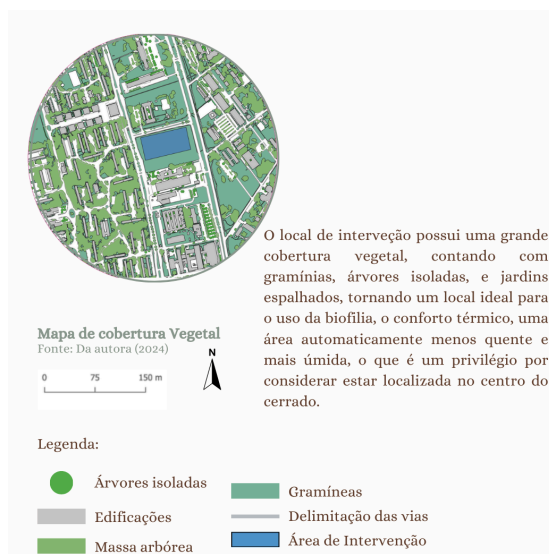 O local de interveção possui uma grande
cobertura vegetal, contando com
gramínias, árvores isoladas, e jardins
espalhados, tornando um local ideal para
o uso da biofilia, o conforto térmico, uma
área automaticamente menos quente e
mais úmida, o que é um privilégio por
considerar estar localizada no centro do
cerrado.
Mapa de cobertura Vegetal
Fonte: Da autora (2024)
N
0 75 150 m
Legenda:
Árvores isoladas
Edificações
Massa arbórea
Gramíneas
Delimitação das vias
Área de Intervenção